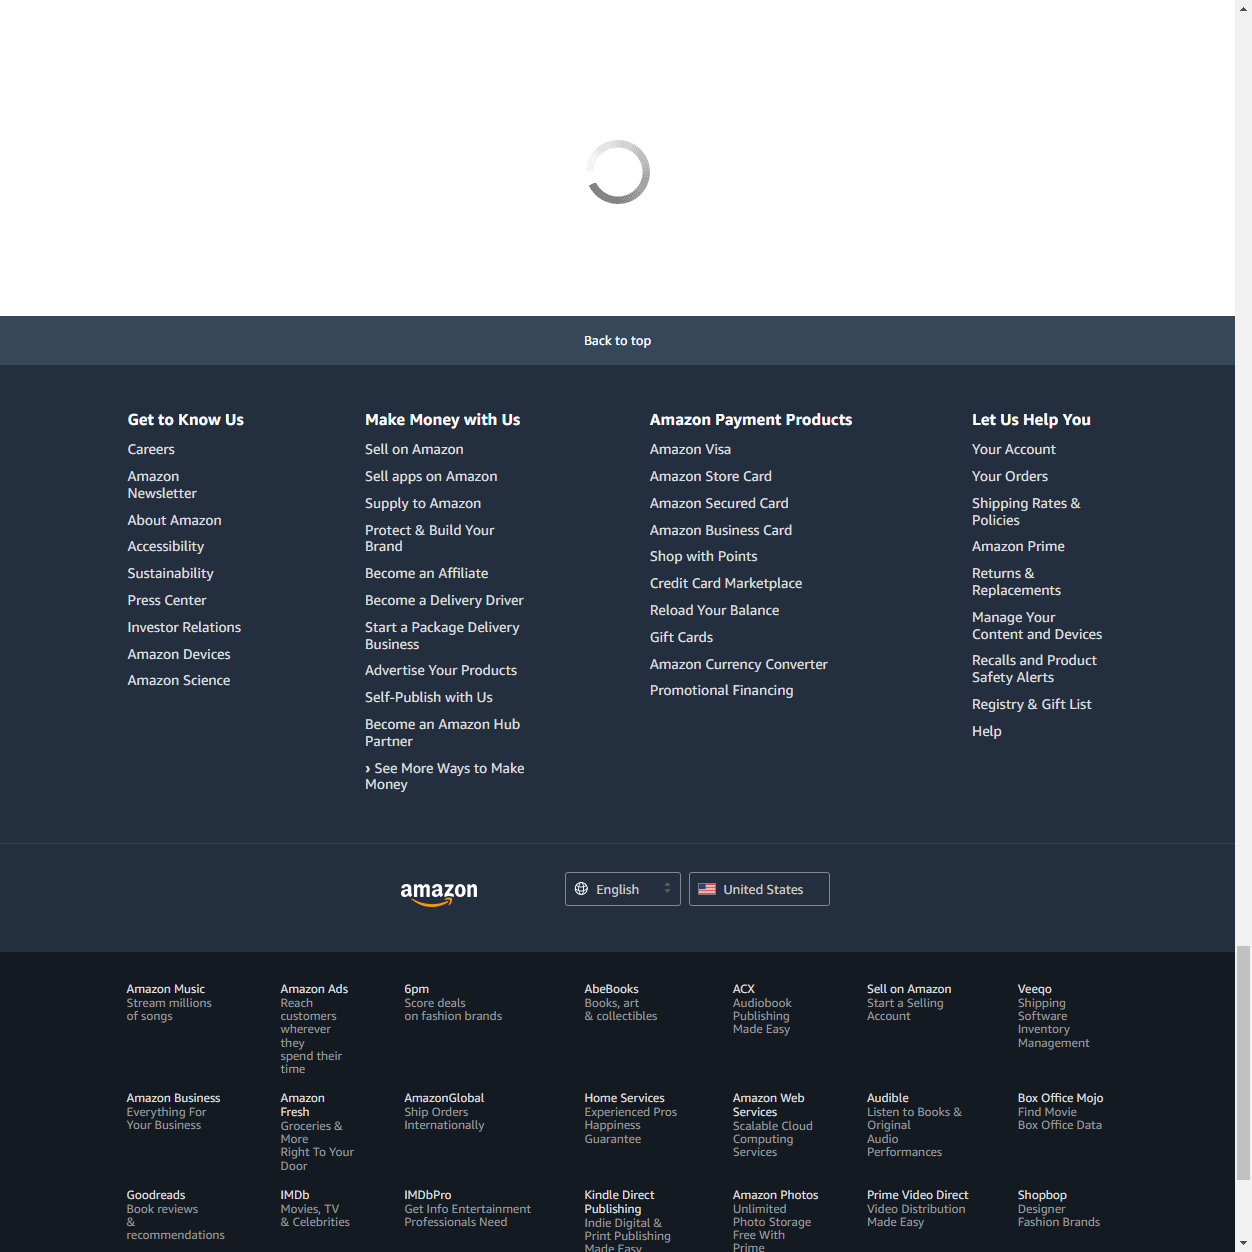 Back to top
Get to Know Us
Careers
Amazon
Newsletter
About Amazon
Accessibility
Sustainability
Press Center
Investor Relations
Amazon Devices
Amazon Science
Make Money with Us
Sell on Amazon
Sell apps on Amazon
Supply to Amazon
Protect & Build Your
Brand
Become an Affiliate
Become a Delivery Driver
Start a Package Delivery
Business
Advertise Your Products
Self-Publish with Us
Become an Amazon Hub
Partner
› See More Ways to Make
Money
Amazon Payment Products
Amazon Visa
Amazon Store Card
Amazon Secured Card
Amazon Business Card
Shop with Points
Credit Card Marketplace
Reload Your Balance
Gift Cards
Amazon Currency Converter
Promotional Financing
Let Us Help You
Your Account
Your Orders
Shipping Rates &
Policies
Amazon Prime
Returns &
Replacements
Manage Your
Content and Devices
Recalls and Product
Safety Alerts
Registry & Gift List
Help
amazon
English
United States
Amazon Music
Stream millions
of songs
Amazon Ads
Reach
customers
wherever
they
spend their
time
6pm
Score deals
on fashion brands
AbeBooks
Books, art
& collectibles
ACX
Audiobook
Publishing
Made Easy
Sell on Amazon
Start a Selling
Account
Veeqo
Shipping
Software
Inventory
Management
Amazon Business
Everything For
Your Business
Amazon
Fresh
Groceries &
More
Right To Your
Door
AmazonGlobal
Ship Orders
Internationally
Home Services
Experienced Pros
Happiness
Guarantee
Amazon Web
Services
Scalable Cloud
Computing
Services
Audible
Listen to Books &
Original
Audio
Performances
Box Office Mojo
Find Movie
Box Office Data
Goodreads
Book reviews
&
recommendations
IMDb
Movies, TV
& Celebrities
IMDbPro
Get Info Entertainment
Professionals Need
Kindle Direct
Publishing
Indie Digital &
Print Publishing
Made Easy
Amazon Photos
Unlimited
Photo Storage
Free With
Prime
Prime Video Direct
Video Distribution
Made Easy
Shopbop
Designer
Fashion Brands